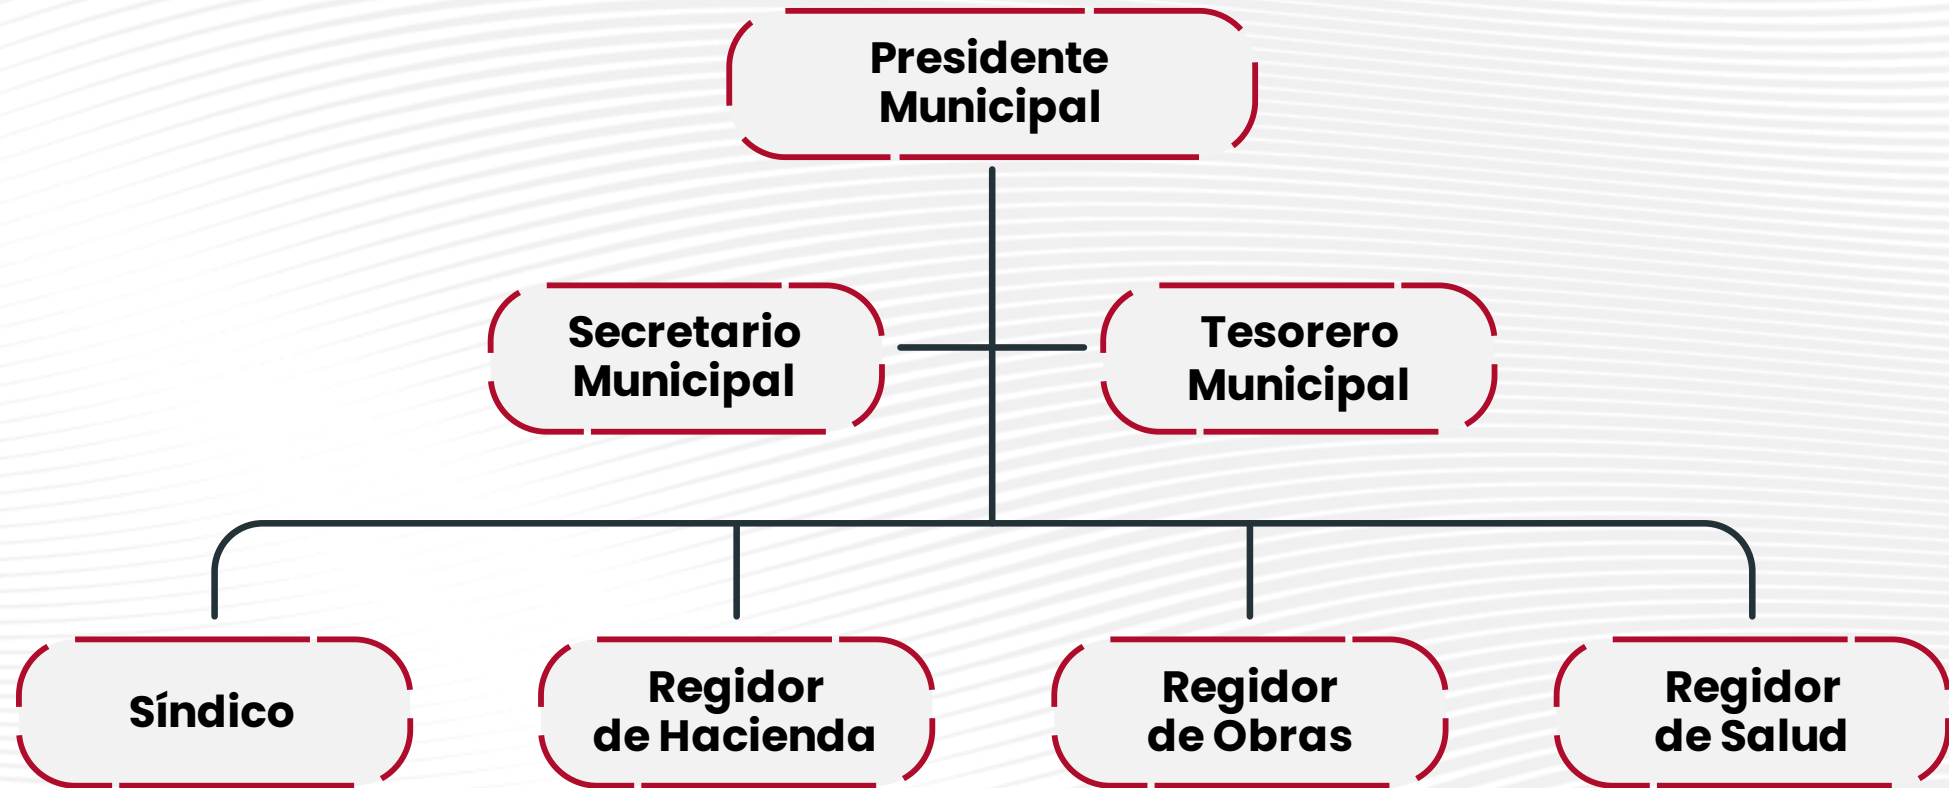 Presidente
Municipal
Secretario
Municipal
Tesorero
Municipal
Síndico
Regidor
de Hacienda
Regidor
de Obras
Regidor
de Salud